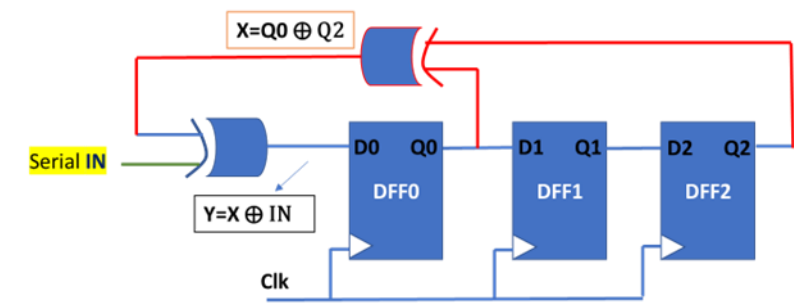 X=Q0 ⊕ Q2
Serial IN
D0 Q0 D1 Q1 D2 Q2
DFF0 DFF1 DFF2
Y=X ⊕ IN
Clk